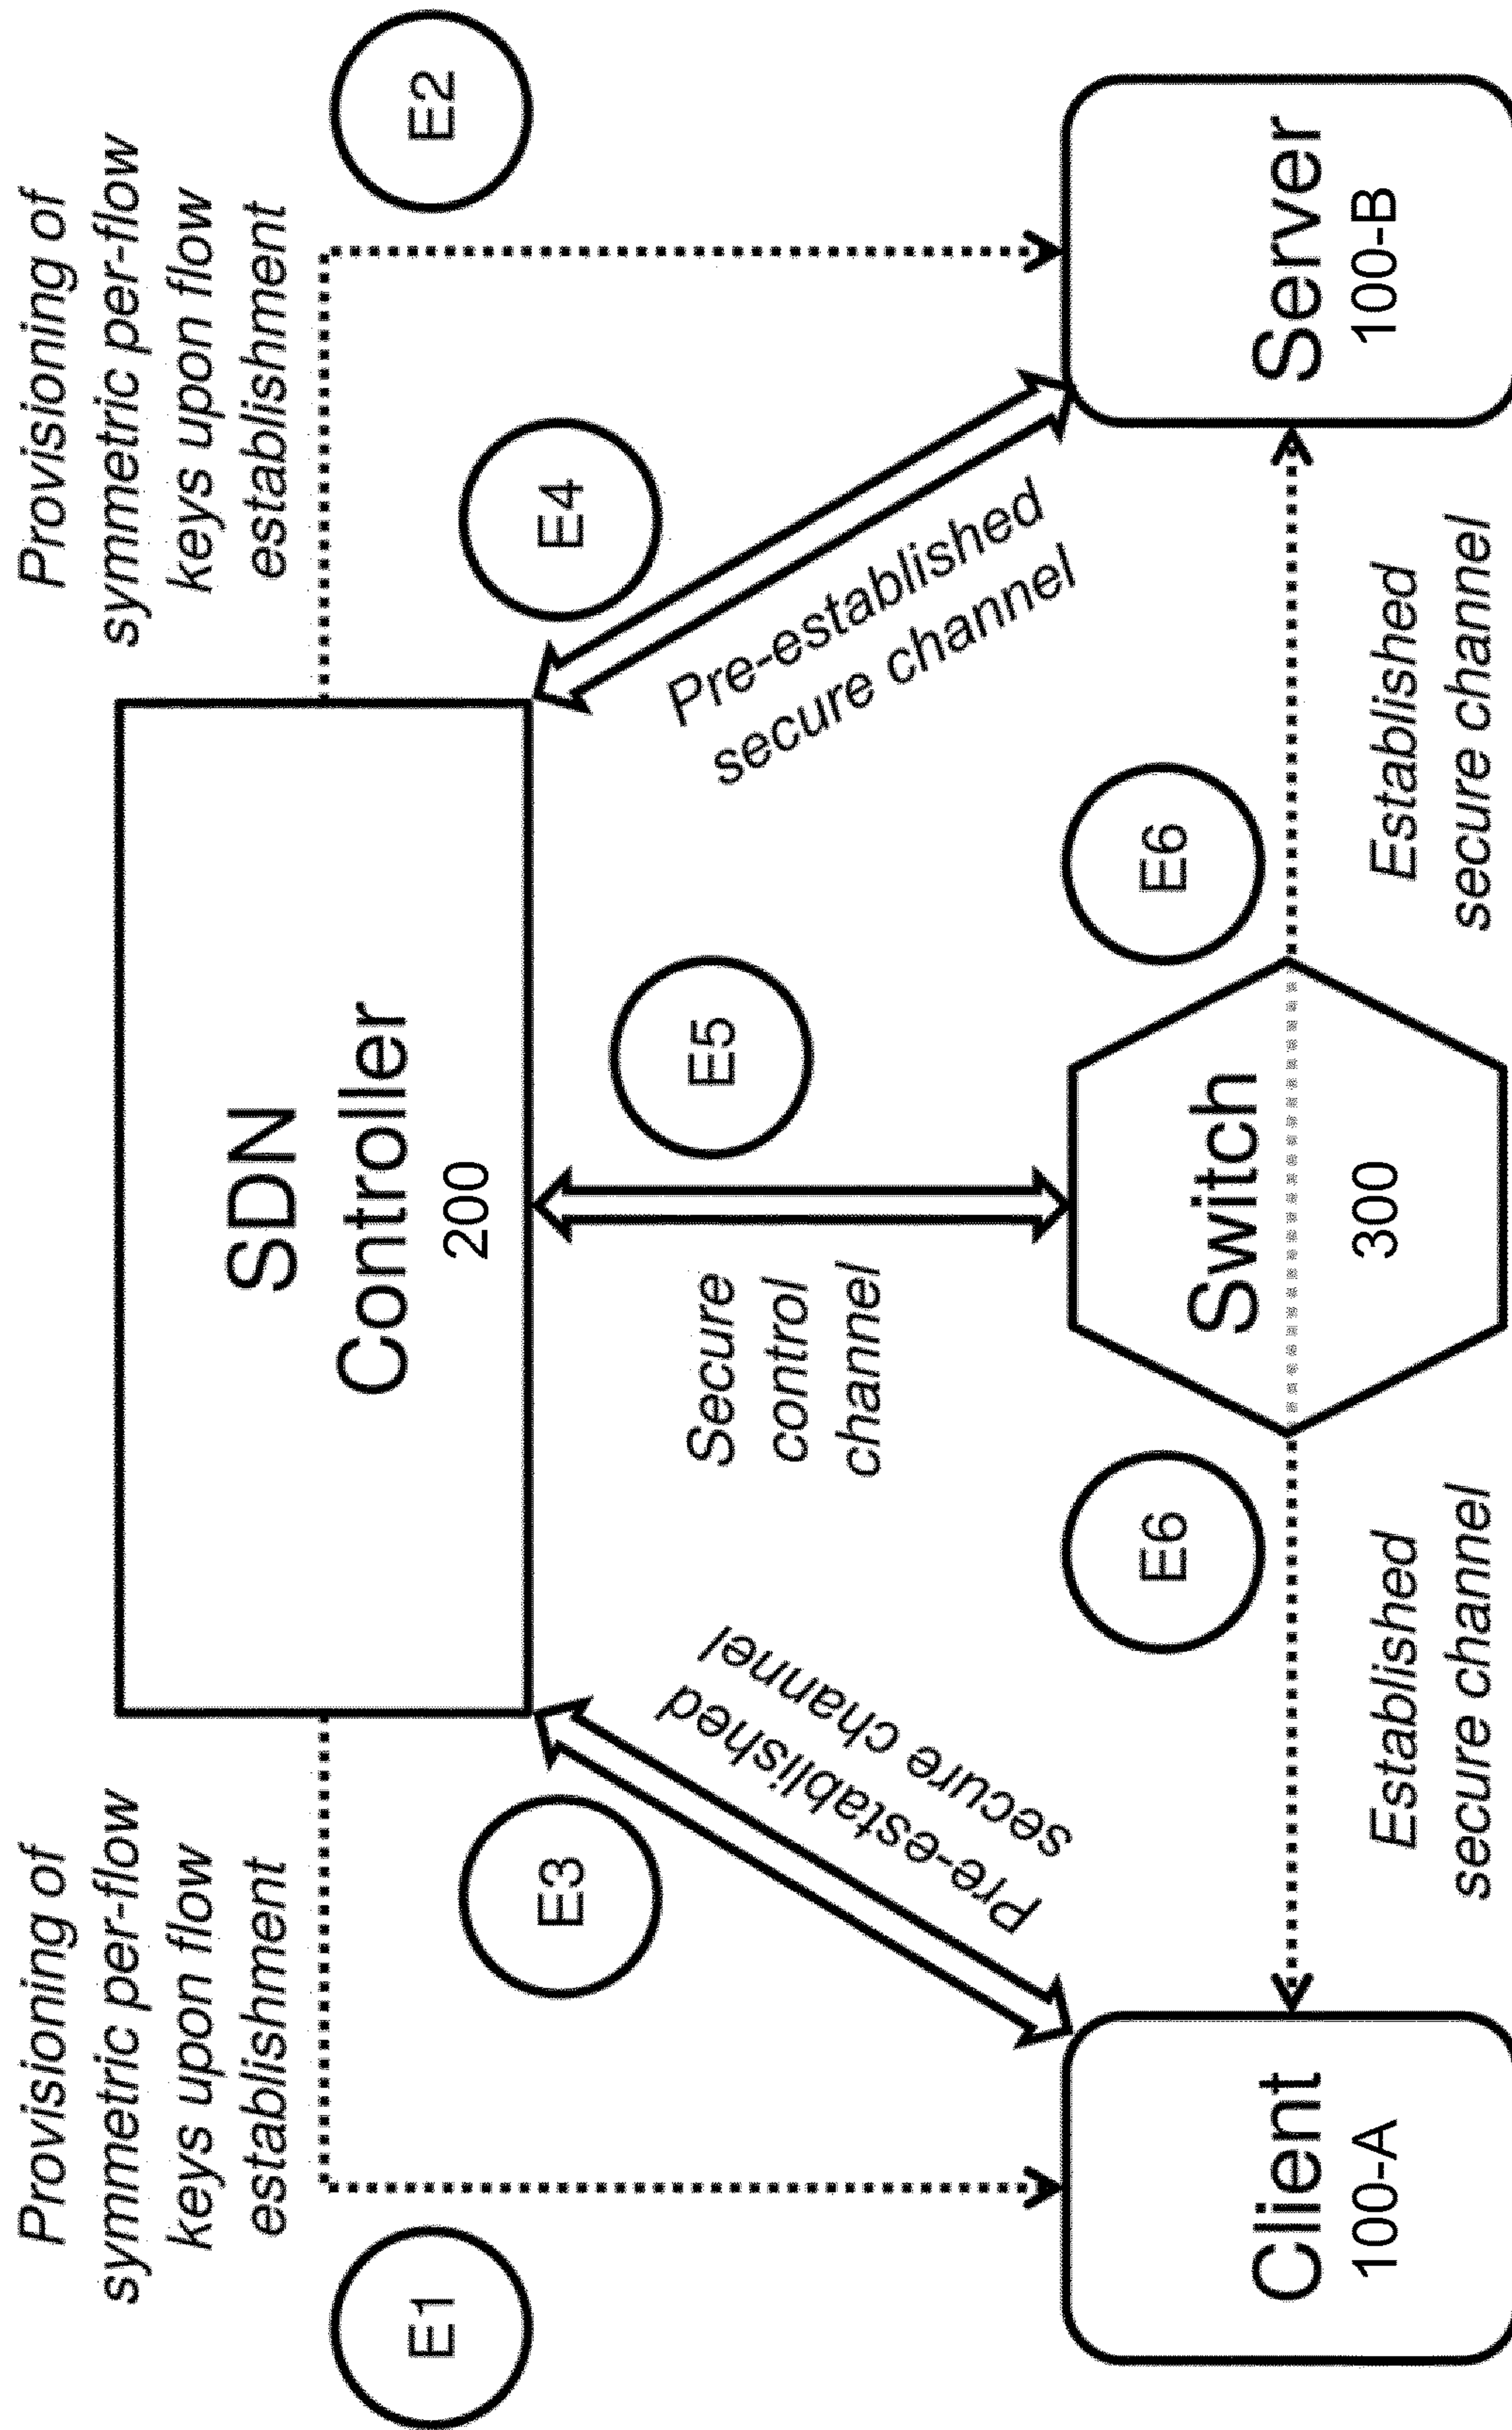 Provisioning of
symmetric per-flow
keys upon flow
establishment
Provisioning of
symmetric per-flow
keys upon flow
establishment
E1
E2
SDN
Controller
200
E3
E4
Pre-established
secure channel
Secure
control
channel
E5
Pre-established
secure channel
E6
E6
Client
100-A
Switch
300
Server
100-B
Established
secure channel
Established
secure channel